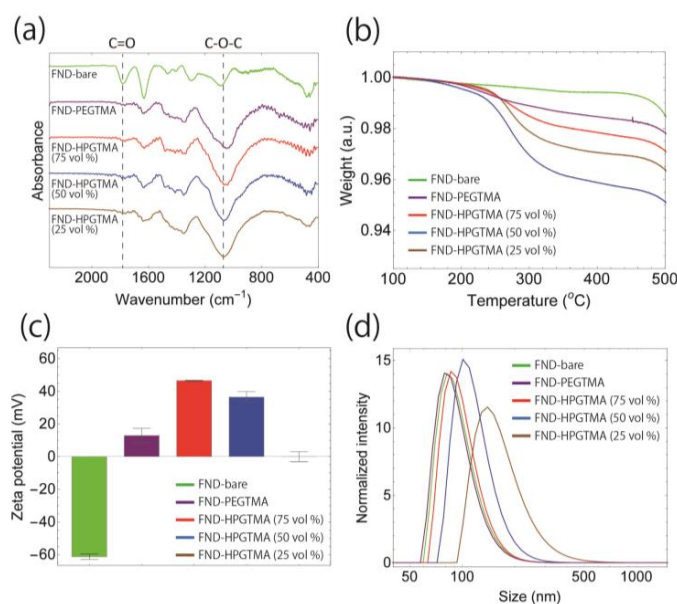 (a)
C=O
C-O-C
FND-bare
FND-PEGTMA
FND-HPGTMA
(75 vol %)
FND-HPGTMA
(50 vol %)
FND-HPGTMA
(25 vol %)
Absorbance
2000 1600 1200 800 400
Wavenumber (cm⁻¹)
(b)
1.00
0.98
0.96
0.94
Weight (a.u.)
FND-bare
FND-PEGTMA
FND-HPGTMA (75 vol %)
FND-HPGTMA (50 vol %)
FND-HPGTMA (25 vol %)
100 200 300 400 500
Temperature (°C)
(c)
60
40
20
0
−20
−40
−60
Zeta potential (mV)
FND-bare
FND-PEGTMA
FND-HPGTMA (75 vol %)
FND-HPGTMA (50 vol %)
FND-HPGTMA (25 vol %)
(d)
15
10
5
0
Normalized intensity
FND-bare
FND-PEGTMA
FND-HPGTMA (75 vol %)
FND-HPGTMA (50 vol %)
FND-HPGTMA (25 vol %)
50 100 500 1000
Size (nm)